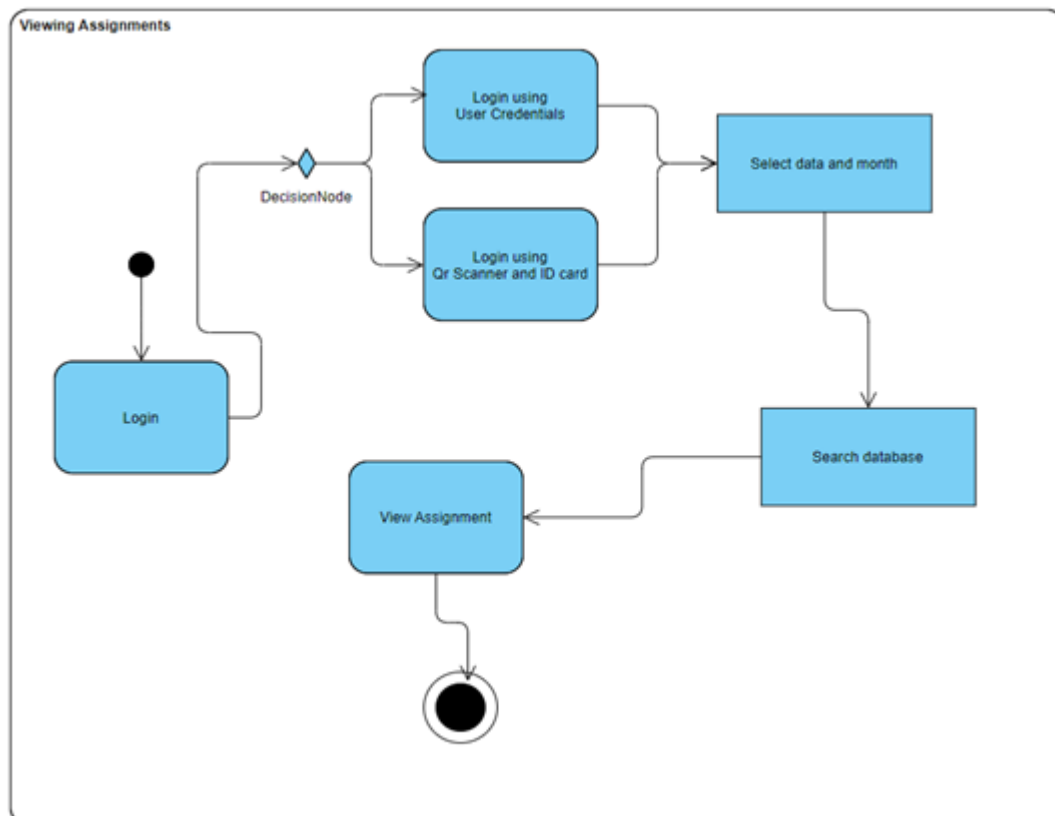 Viewing Assignments
Login using
User Credentials
Select data and month
DecisionNode
Login using
Qr Scanner and ID card
Login
Search database
View Assignment